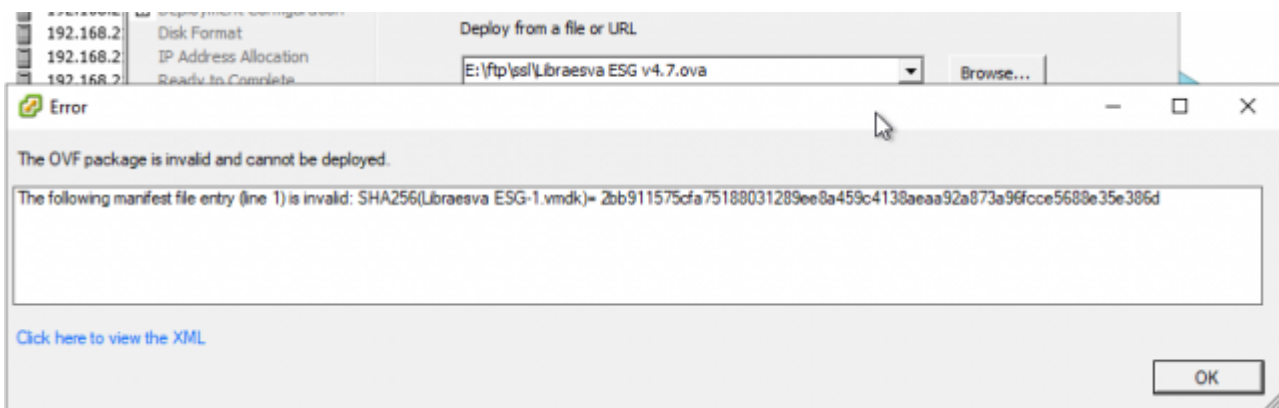 Deployment Configuration
192.168.2 Disk Format Deploy from a file or URL
192.168.2 IP Address Allocation
192.168.2 Ready to Complete E:\ftp\ssl\Libraesva ESG v4.7.ova Browse...
Error
The OVF package is invalid and cannot be deployed.
The following manifest file entry (line 1) is invalid: SHA256(Libraesva ESG-1.vmdk)= 2bb911575cfa75188031289ee8a459c4138aeaa92a873a96fcce5688e35e386d
Click here to view the XML
OK